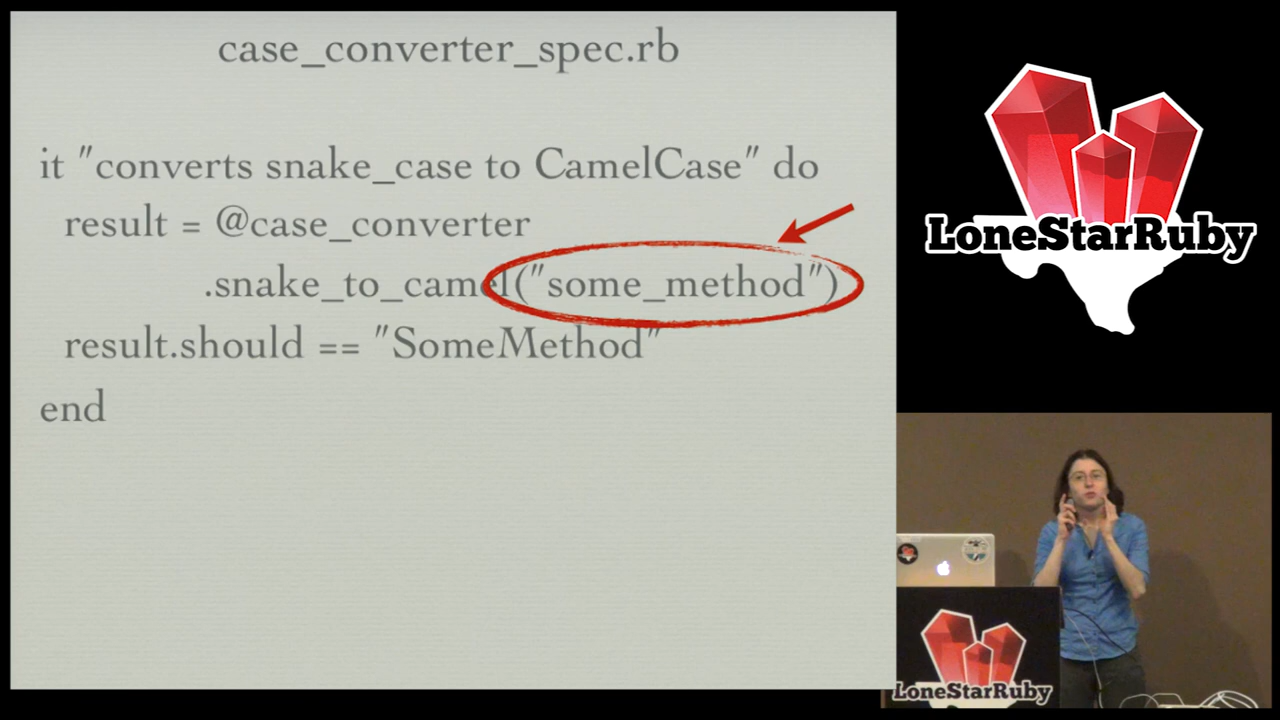 case_converter_spec.rb
it "converts snake_case to CamelCase" do
result = @case_converter
.snake_to_camel("some_method")
result.should == "SomeMethod"
end
LoneStarRuby
LoneStarRuby